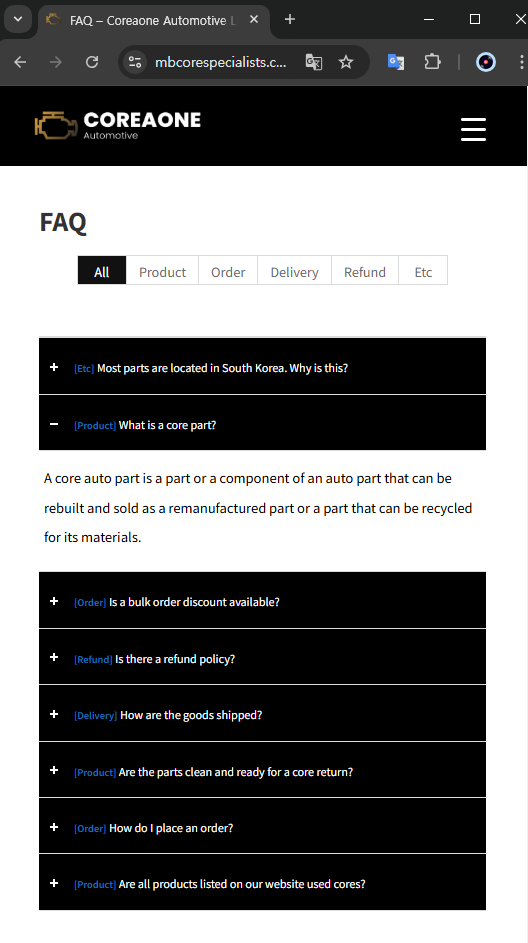 FAQ – Coreaone Automotive L
mbcorespecialists.c...
COREAONE
Automotive
FAQ
All Product Order Delivery Refund Etc
[Etc] Most parts are located in South Korea. Why is this?
[Product] What is a core part?
A core auto part is a part or a component of an auto part that can be
rebuilt and sold as a remanufactured part or a part that can be recycled
for its materials.
[Order] Is a bulk order discount available?
[Refund] Is there a refund policy?
[Delivery] How are the goods shipped?
[Product] Are the parts clean and ready for a core return?
[Order] How do I place an order?
[Product] Are all products listed on our website used cores?